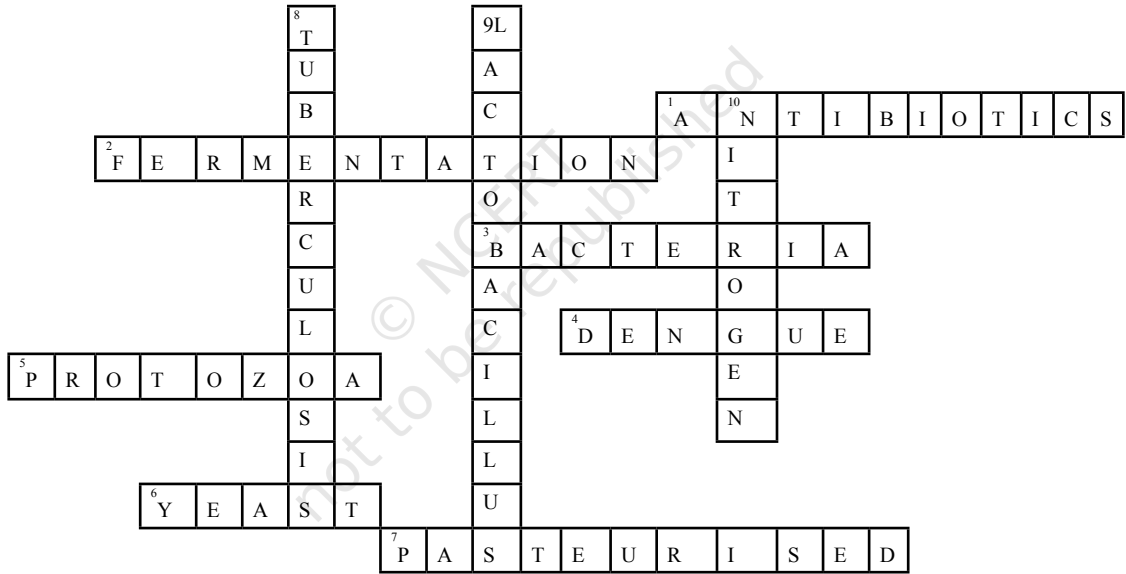 8 T 9L
U A
B C 1 A 10 N T I B I O T I C S
2 F E R M E N T A T I O N I
R O T
C 3 B A C T E R I A
U A O
L C 4 D E N G U E
5 P R O T O Z O A I E
S L N
I L
6 Y E A S T U
7 P A S T E U R I S E D
© NCERT
not to be republished